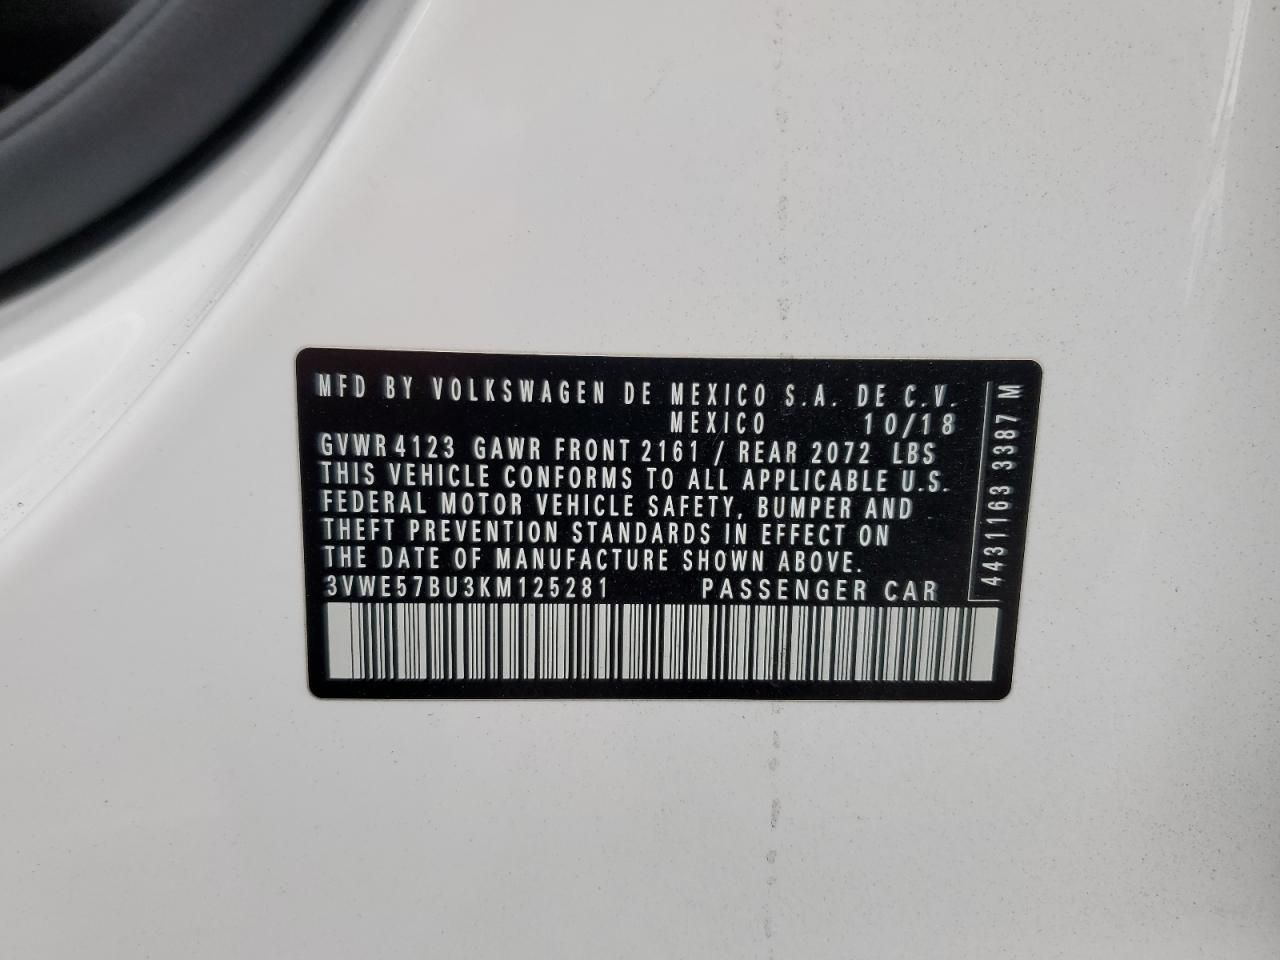 MFD BY VOLKSWAGEN DE MEXICO S.A. DE C.V.
MEXICO 10/18
GVWR 4123 GAWR FRONT 2161 / REAR 2072 LBS
THIS VEHICLE CONFORMS TO ALL APPLICABLE U.S.
FEDERAL MOTOR VEHICLE SAFETY, BUMPER AND
THEFT PREVENTION STANDARDS IN EFFECT ON
THE DATE OF MANUFACTURE SHOWN ABOVE.
3VWE57BU3KM125281 PASSENGER CAR
4431163 3387 M